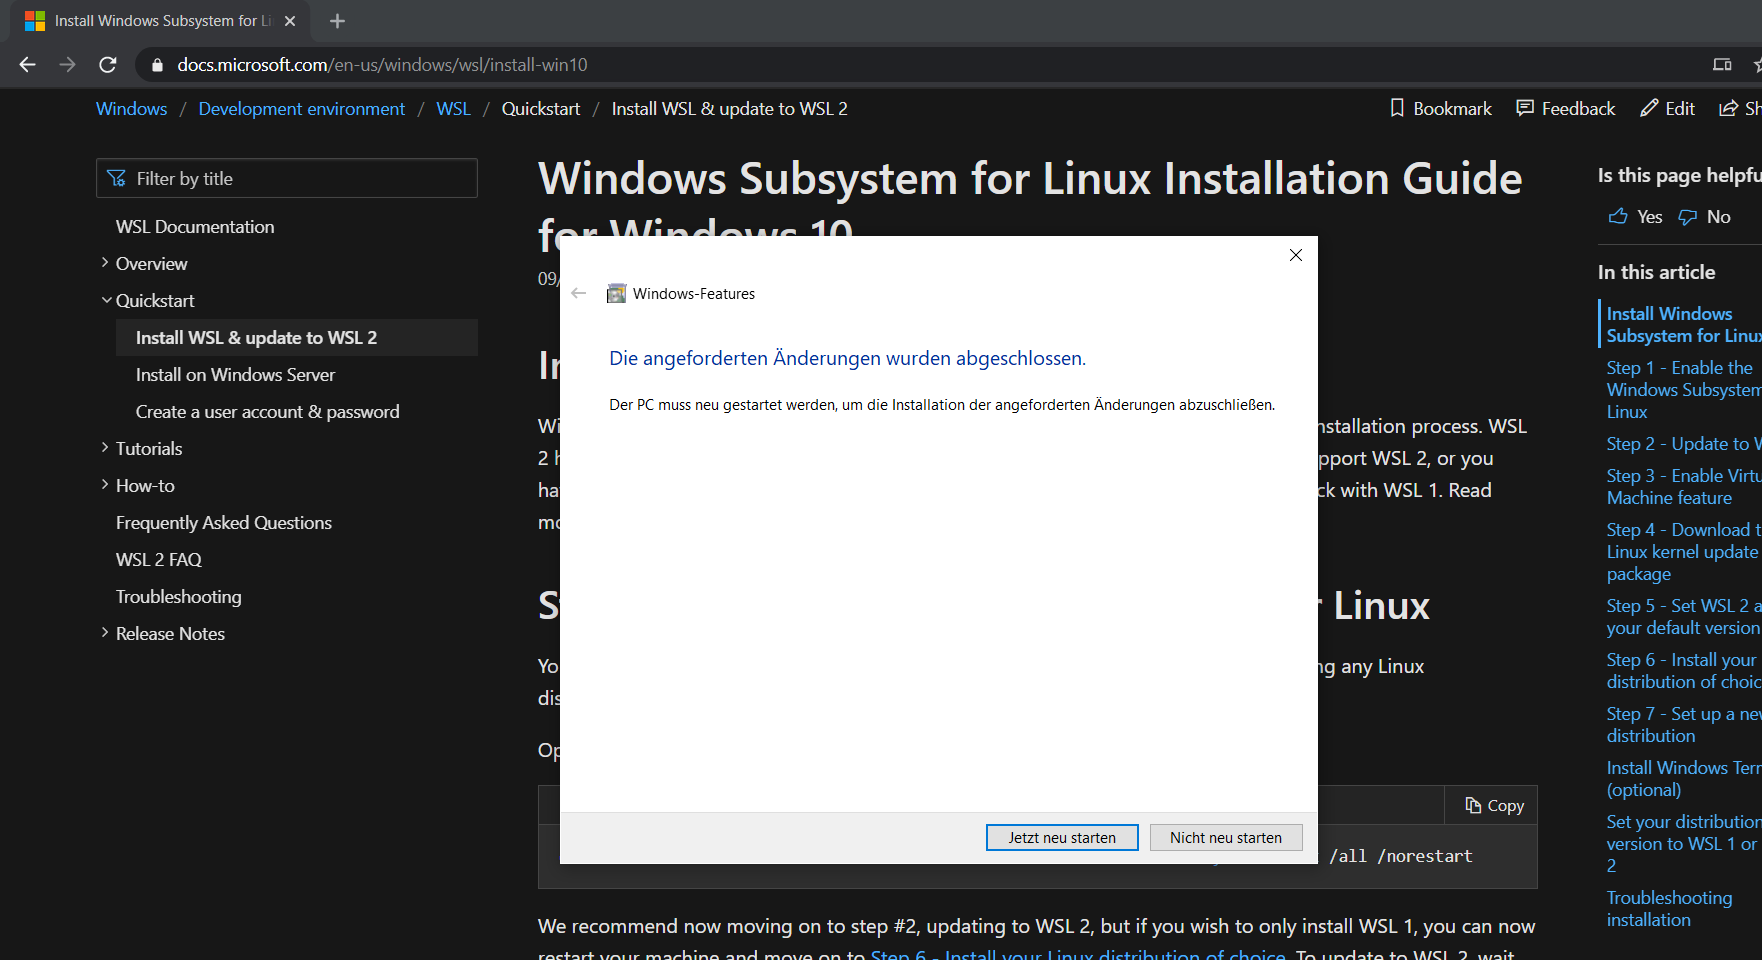 Install Windows Subsystem for Li
docs.microsoft.com/en-us/windows/wsl/install-win10
Windows / Development environment / WSL / Quickstart / Install WSL & update to WSL 2
Bookmark Feedback Edit Sh
Filter by title
WSL Documentation
Overview
Quickstart
Install WSL & update to WSL 2
Install on Windows Server
Create a user account & password
Tutorials
How-to
Frequently Asked Questions
WSL 2 FAQ
Troubleshooting
Release Notes
Windows Subsystem for Linux Installation Guide
for Windows 10
09/
Windows-Features
Die angeforderten Änderungen wurden abgeschlossen.
Der PC muss neu gestartet werden, um die Installation der angeforderten Änderungen abzuschließen.
Jetzt neu starten
Nicht neu starten
In
Wi nstallation process. WSL
2 h pport WSL 2, or you
ha ck with WSL 1. Read
mo
S r Linux
Yo ng any Linux
dis
Op
Copy
/all /norestart
We recommend now moving on to step #2, updating to WSL 2, but if you wish to only install WSL 1, you can now
restart your machine and move on to Step 6 - Install your Linux distribution of choice. To update to WSL 2, wait
Is this page helpfu
Yes No
In this article
Install Windows
Subsystem for Linux
Step 1 - Enable the
Windows Subsystem
Linux
Step 2 - Update to W
Step 3 - Enable Virtu
Machine feature
Step 4 - Download t
Linux kernel update
package
Step 5 - Set WSL 2 a
your default version
Step 6 - Install your
distribution of choic
Step 7 - Set up a new
distribution
Install Windows Tern
(optional)
Set your distribution
version to WSL 1 or
2
Troubleshooting
installation